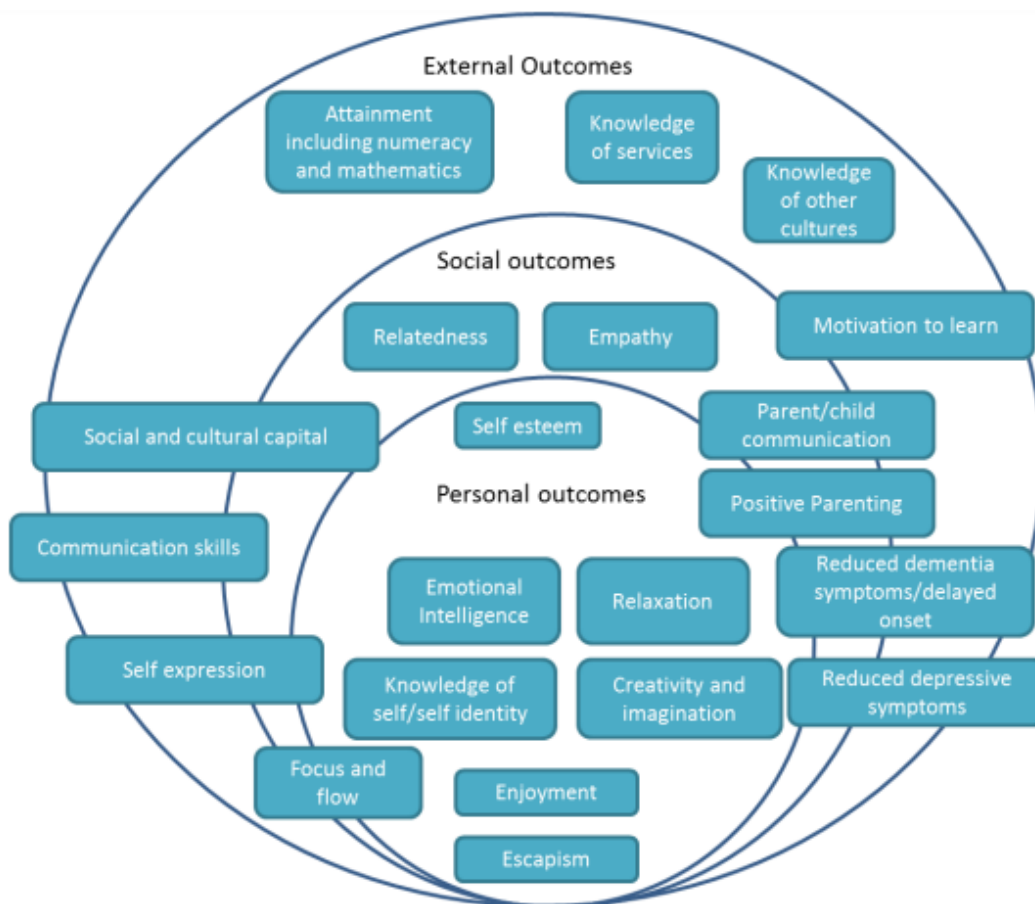 External Outcomes
Attainment
including numeracy
and mathematics
Knowledge
of services
Knowledge
of other
cultures
Social outcomes
Relatedness
Empathy
Motivation to learn
Social and cultural capital
Self esteem
Parent/child
communication
Personal outcomes
Positive Parenting
Communication skills
Emotional
Intelligence
Relaxation
Reduced dementia
symptoms/delayed
onset
Self expression
Knowledge of
self/self identity
Creativity and
imagination
Reduced depressive
symptoms
Focus and
flow
Enjoyment
Escapism